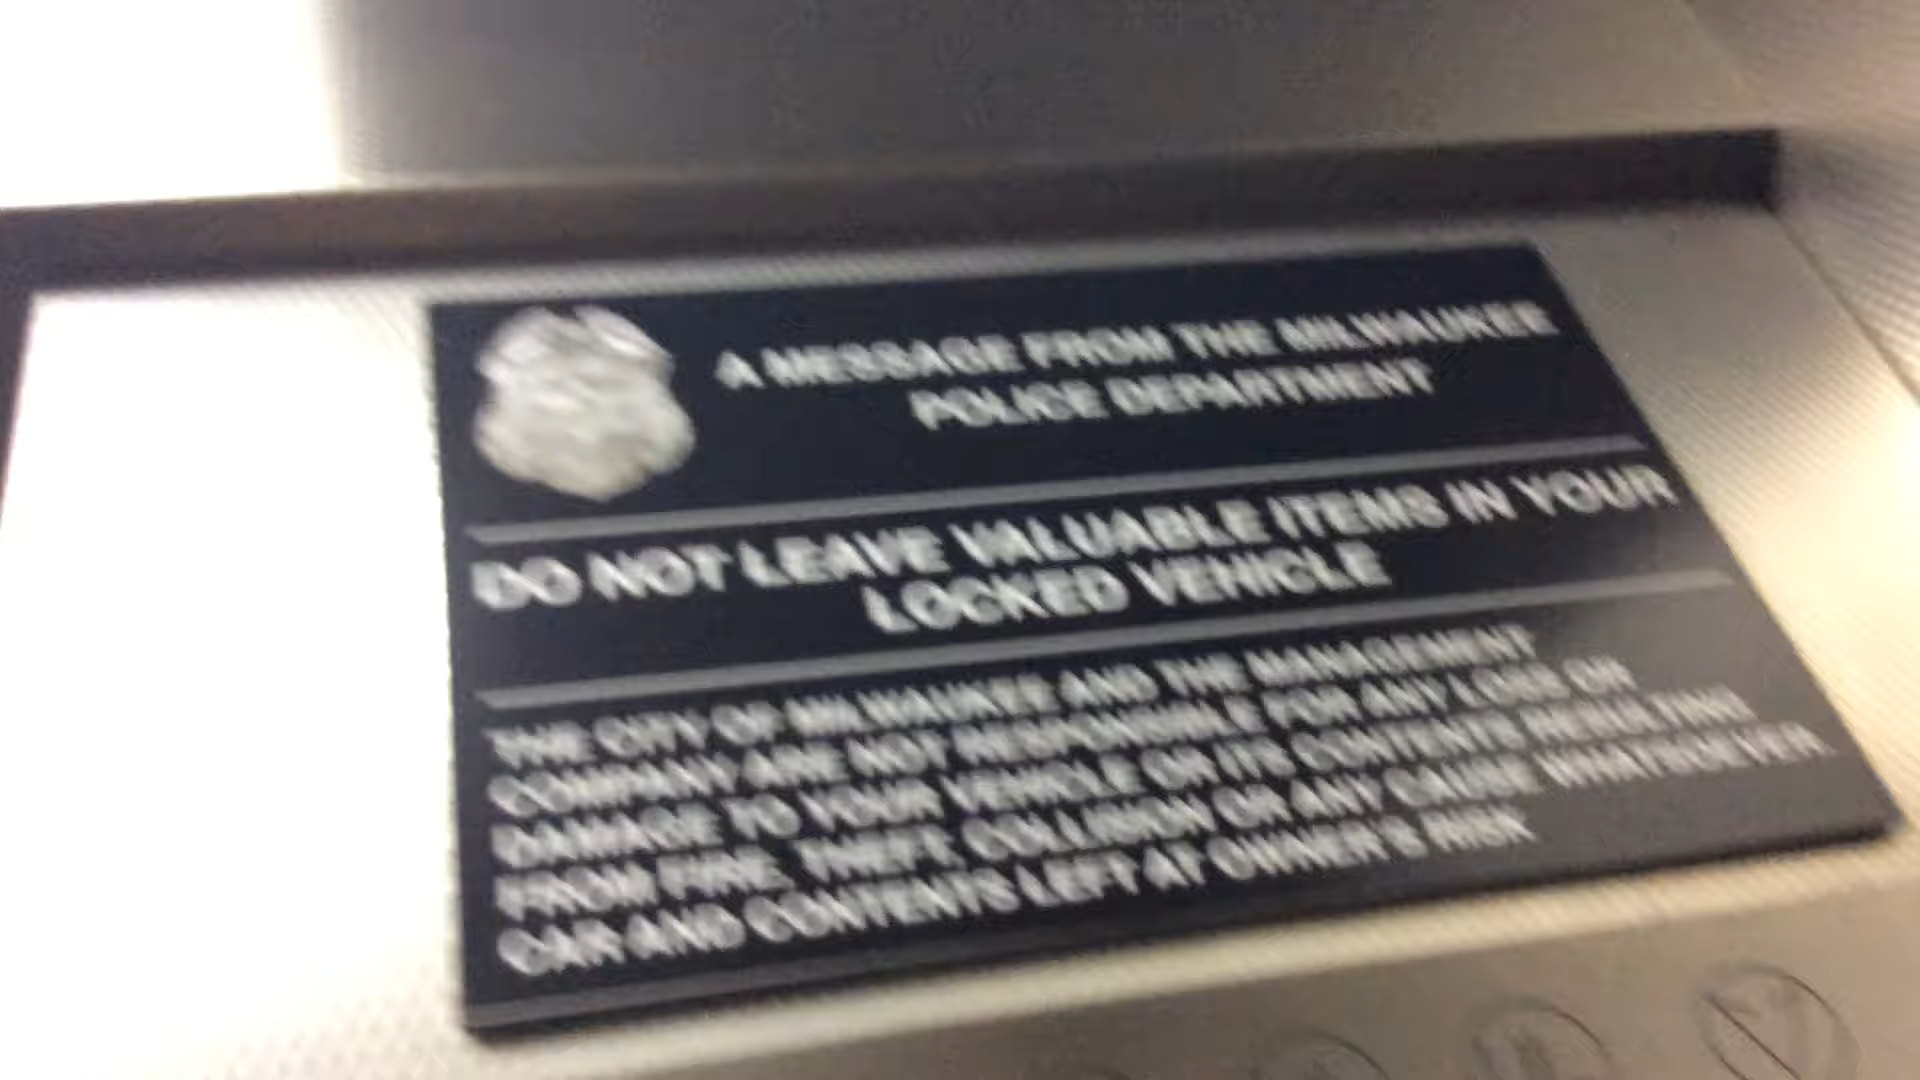 A MESSAGE FROM THE MILWAUKEE
POLICE DEPARTMENT
DO NOT LEAVE VALUABLE ITEMS IN YOUR
LOCKED VEHICLE
THE CITY OF MILWAUKEE AND THE MANAGEMENT
COMPANY ARE NOT RESPONSIBLE FOR ANY LOSS OR
DAMAGE TO YOUR VEHICLE OR ITS CONTENTS RESULTING
FROM FIRE, THEFT, COLLISION OR ANY CAUSE WHATSOEVER.
CAR AND CONTENTS LEFT AT OWNER'S RISK